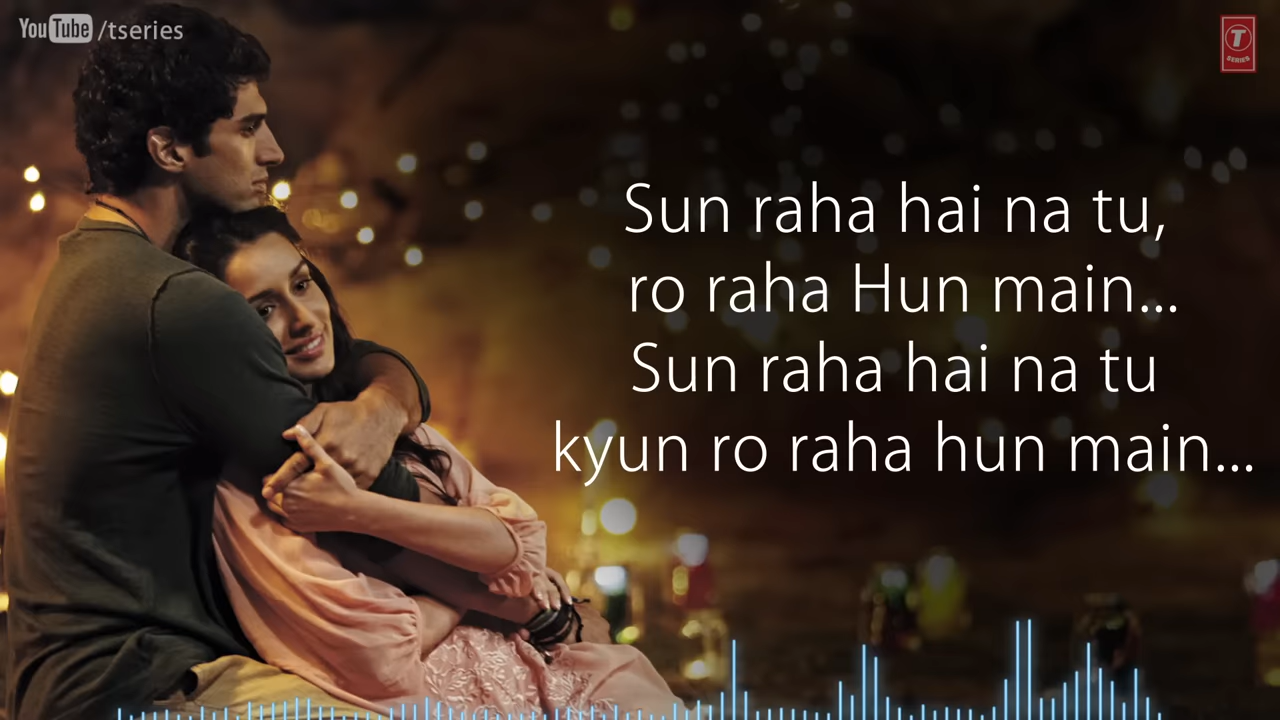 YouTube /tseries
T
SERIES
Sun raha hai na tu,
ro raha Hun main...
Sun raha hai na tu
kyun ro raha hun main...